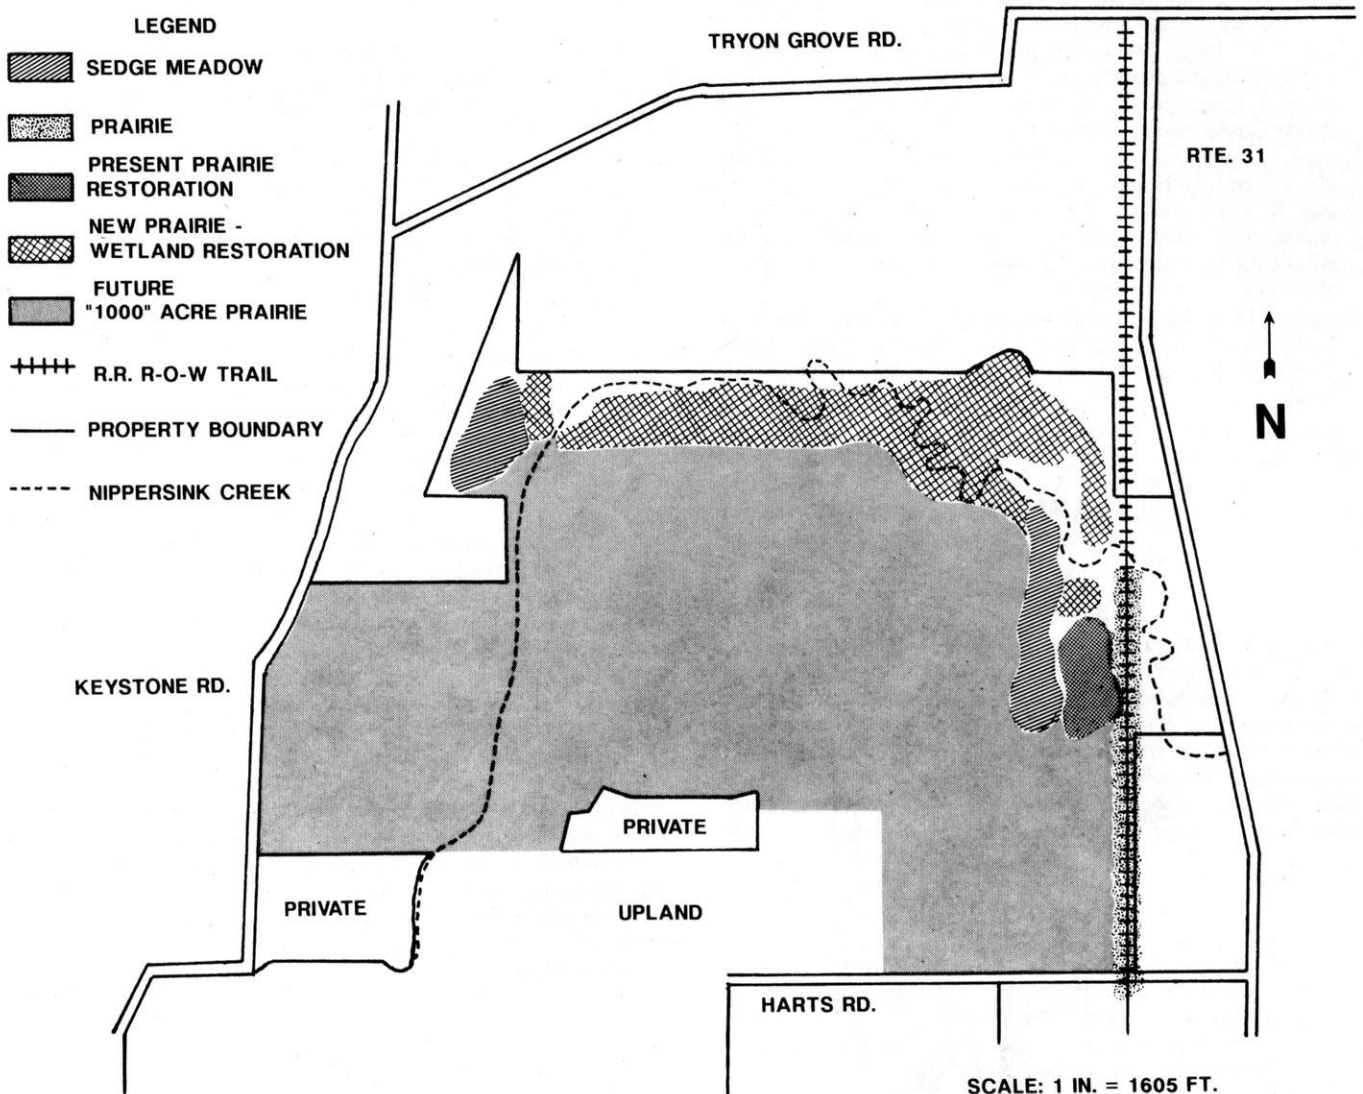 LEGEND
SEDGE MEADOW
PRAIRIE
PRESENT PRAIRIE
RESTORATION
NEW PRAIRIE -
WETLAND RESTORATION
FUTURE
"1000" ACRE PRAIRIE
R.R. R-O-W TRAIL
PROPERTY BOUNDARY
NIPPERSINK CREEK
TRYON GROVE RD.
RTE. 31
N
KEYSTONE RD.
PRIVATE
PRIVATE
UPLAND
HARTS RD.
SCALE: 1 IN. = 1605 FT.